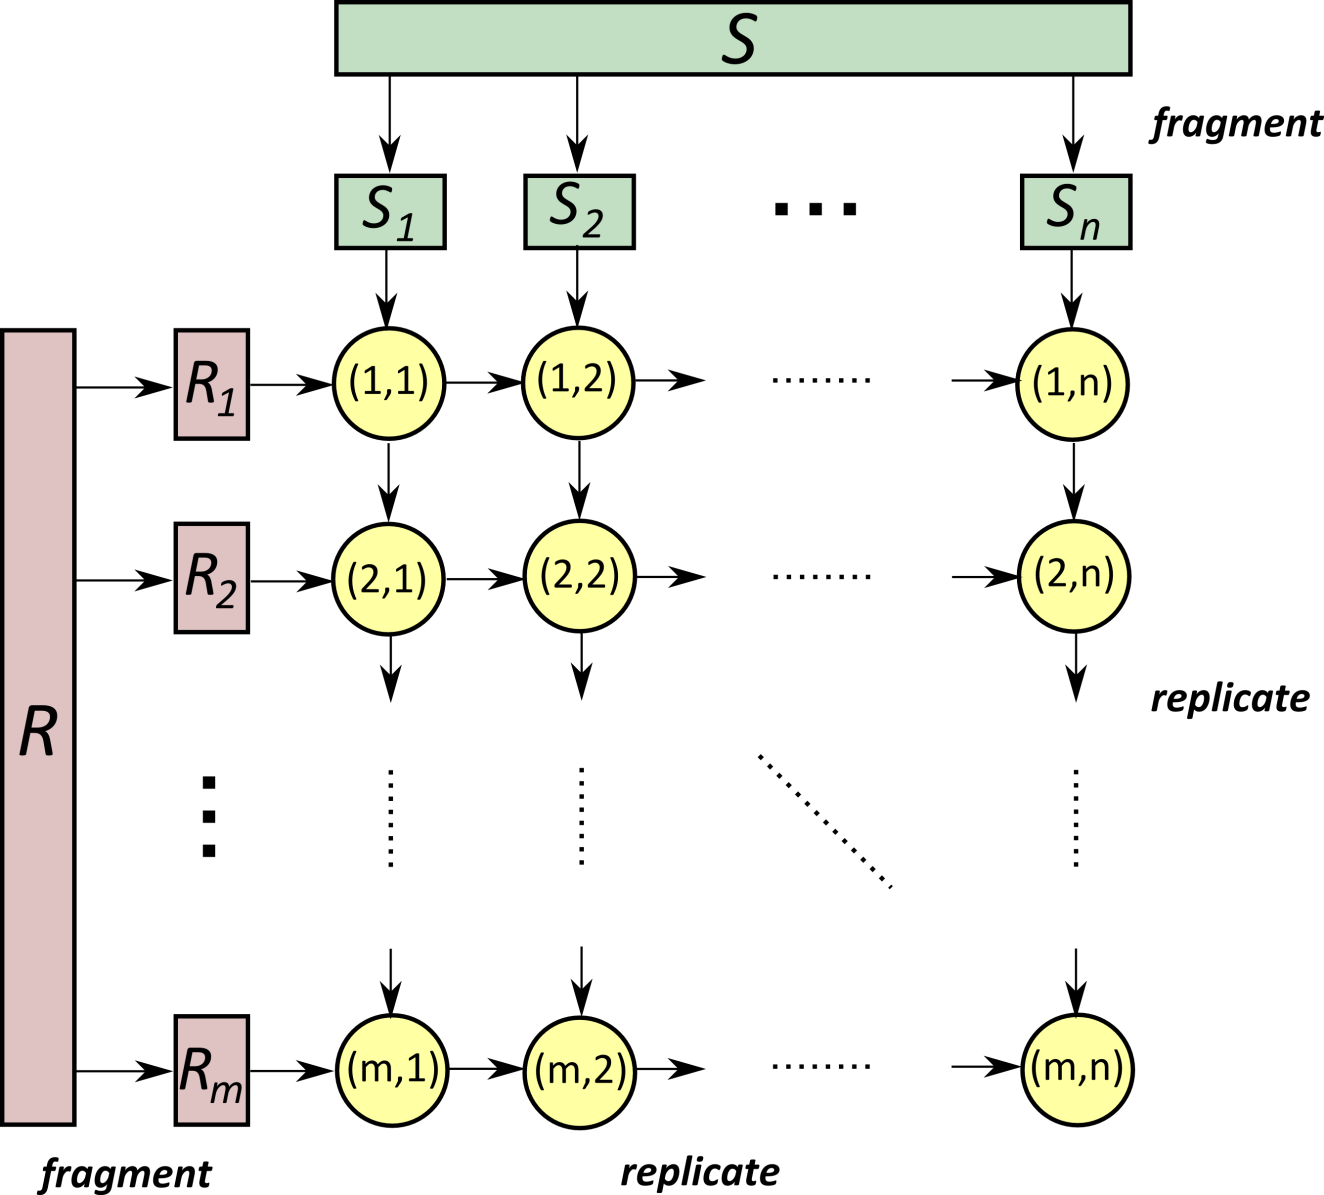 S
fragment
S1 S2 ... Sn
R1 (1,1) (1,2) ........ (1,n)
R2 (2,1) (2,2) ........ (2,n)
replicate
R
Rm (m,1) (m,2) ........ (m,n)
fragment replicate